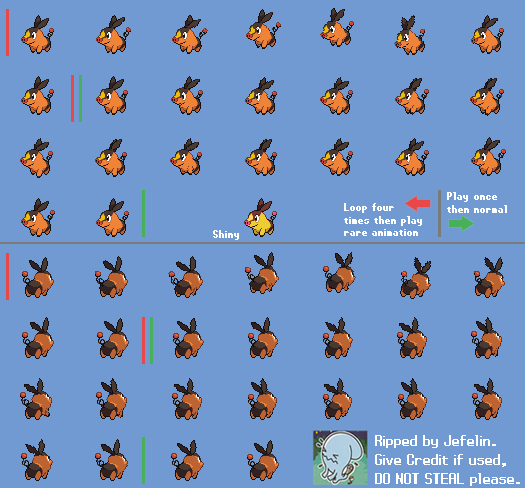 Shiny
Loop four
times then play
rare animation
Play once
then normal
Ripped by Jefelin.
Give Credit if used,
DO NOT STEAL please.